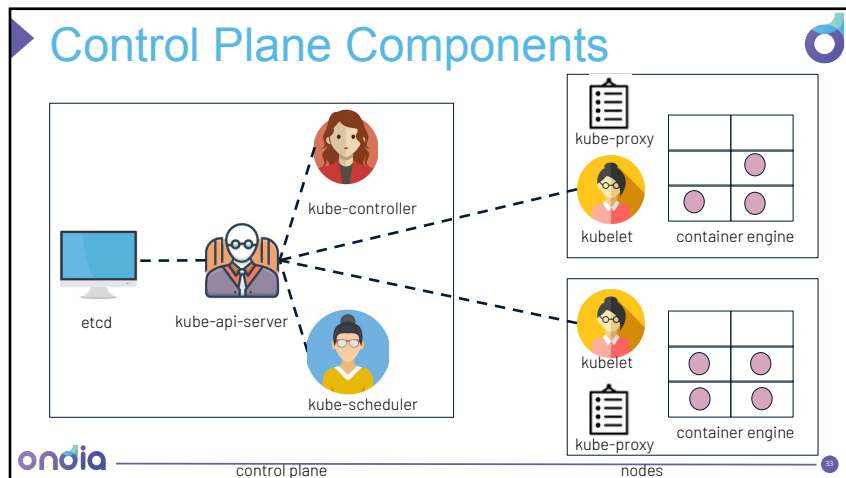 Control Plane Components
kube-proxy
kube-controller
kubelet
container engine
etcd
kube-api-server
kube-scheduler
kubelet
kube-proxy
container engine
ondia
control plane
nodes
33